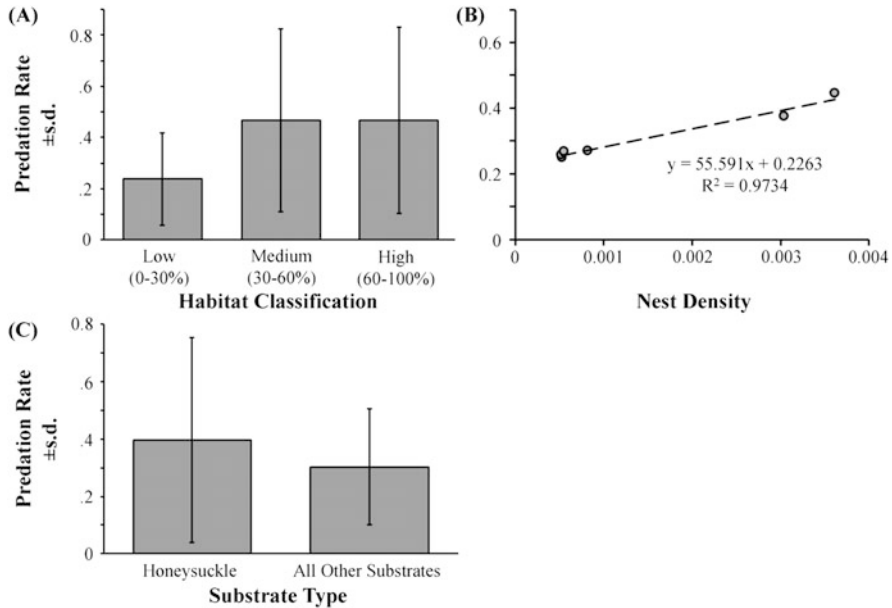 (A)
Predation Rate
±s.d.
0.8
.6
.4
.2
0
Low
(0-30%)
Medium
(30-60%)
High
(60-100%)
Habitat Classification
(B)
0.6
0.4
0.2
0
y = 55.591x + 0.2263
R² = 0.9734
0
0.001
0.002
0.003
0.004
Nest Density
(C)
Predation Rate
±s.d.
0.8
.6
.4
.2
0
Honeysuckle
All Other Substrates
Substrate Type